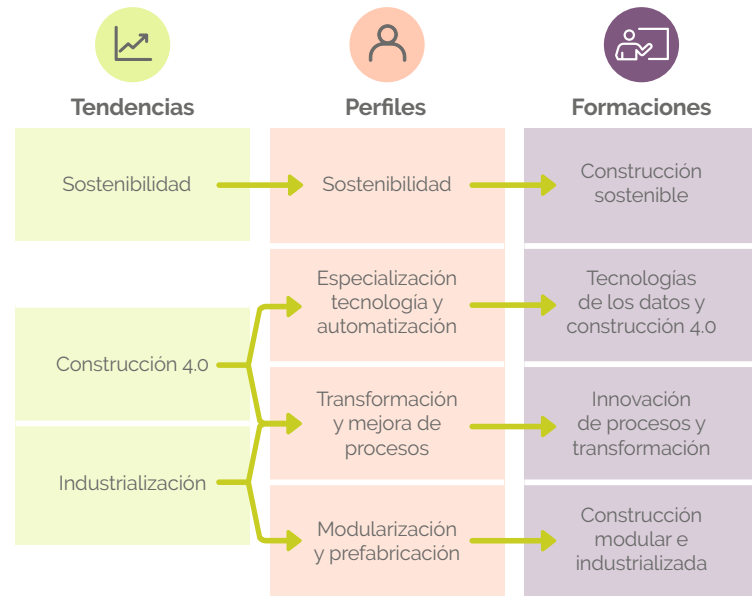 Tendencias
Perfiles
Formaciones
Sostenibilidad
Sostenibilidad
Construcción
sostenible
Construcción 4.0
Especialización
tecnología y
automatización
Tecnologías
de los datos y
construcción 4.0
Transformación
y mejora de
procesos
Innovación
de procesos y
transformación
Industrialización
Modularización
y prefabricación
Construcción
modular e
industrializada